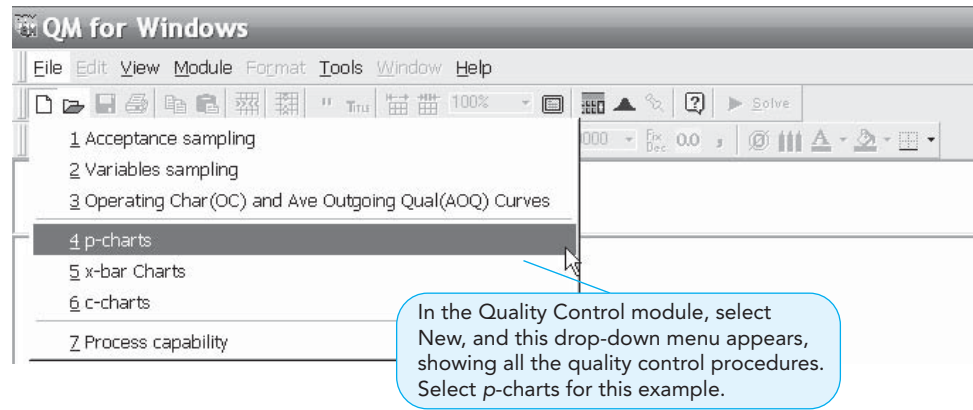 QM for Windows
File Edit View Module Format Tools Window Help
100% Solve
1 Acceptance sampling
000 Fix Dec 0.0
2 Variables sampling
3 Operating Char(OC) and Ave Outgoing Qual(AOQ) Curves
4 p-charts
5 x-bar Charts
6 c-charts
7 Process capability
In the Quality Control module, select
New, and this drop-down menu appears,
showing all the quality control procedures.
Select p-charts for this example.